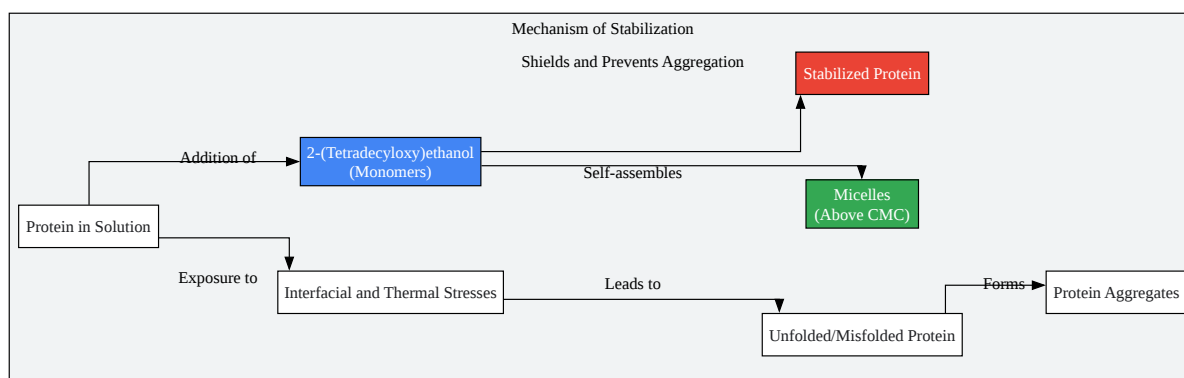 Mechanism of Stabilization
Shields and Prevents Aggregation
Stabilized Protein
Addition of
2-(Tetradecyloxy)ethanol
(Monomers)
Self-assembles
Micelles
(Above CMC)
Protein in Solution
Exposure to
Interfacial and Thermal Stresses
Leads to
Unfolded/Misfolded Protein
Forms
Protein Aggregates